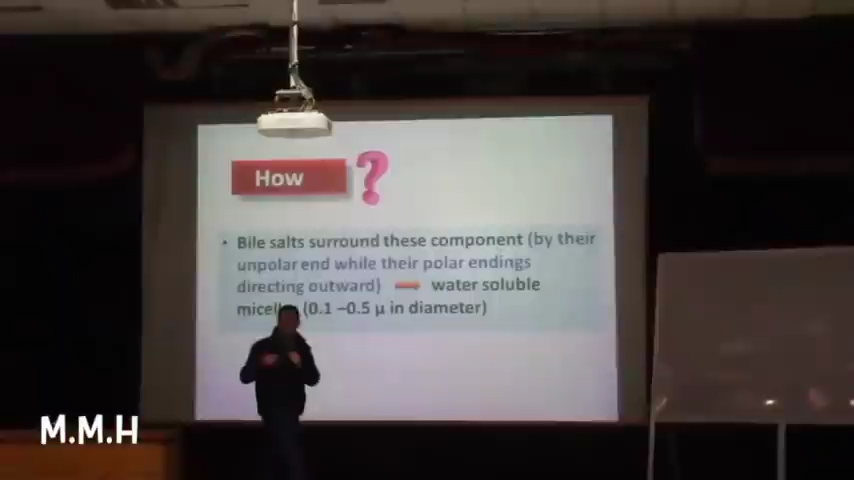 How ?
• Bile salts surround these component (by their
unpolar end while their polar endings
directing outward) water soluble
(0.1 –0.5 μ in diameter)
M.M.H